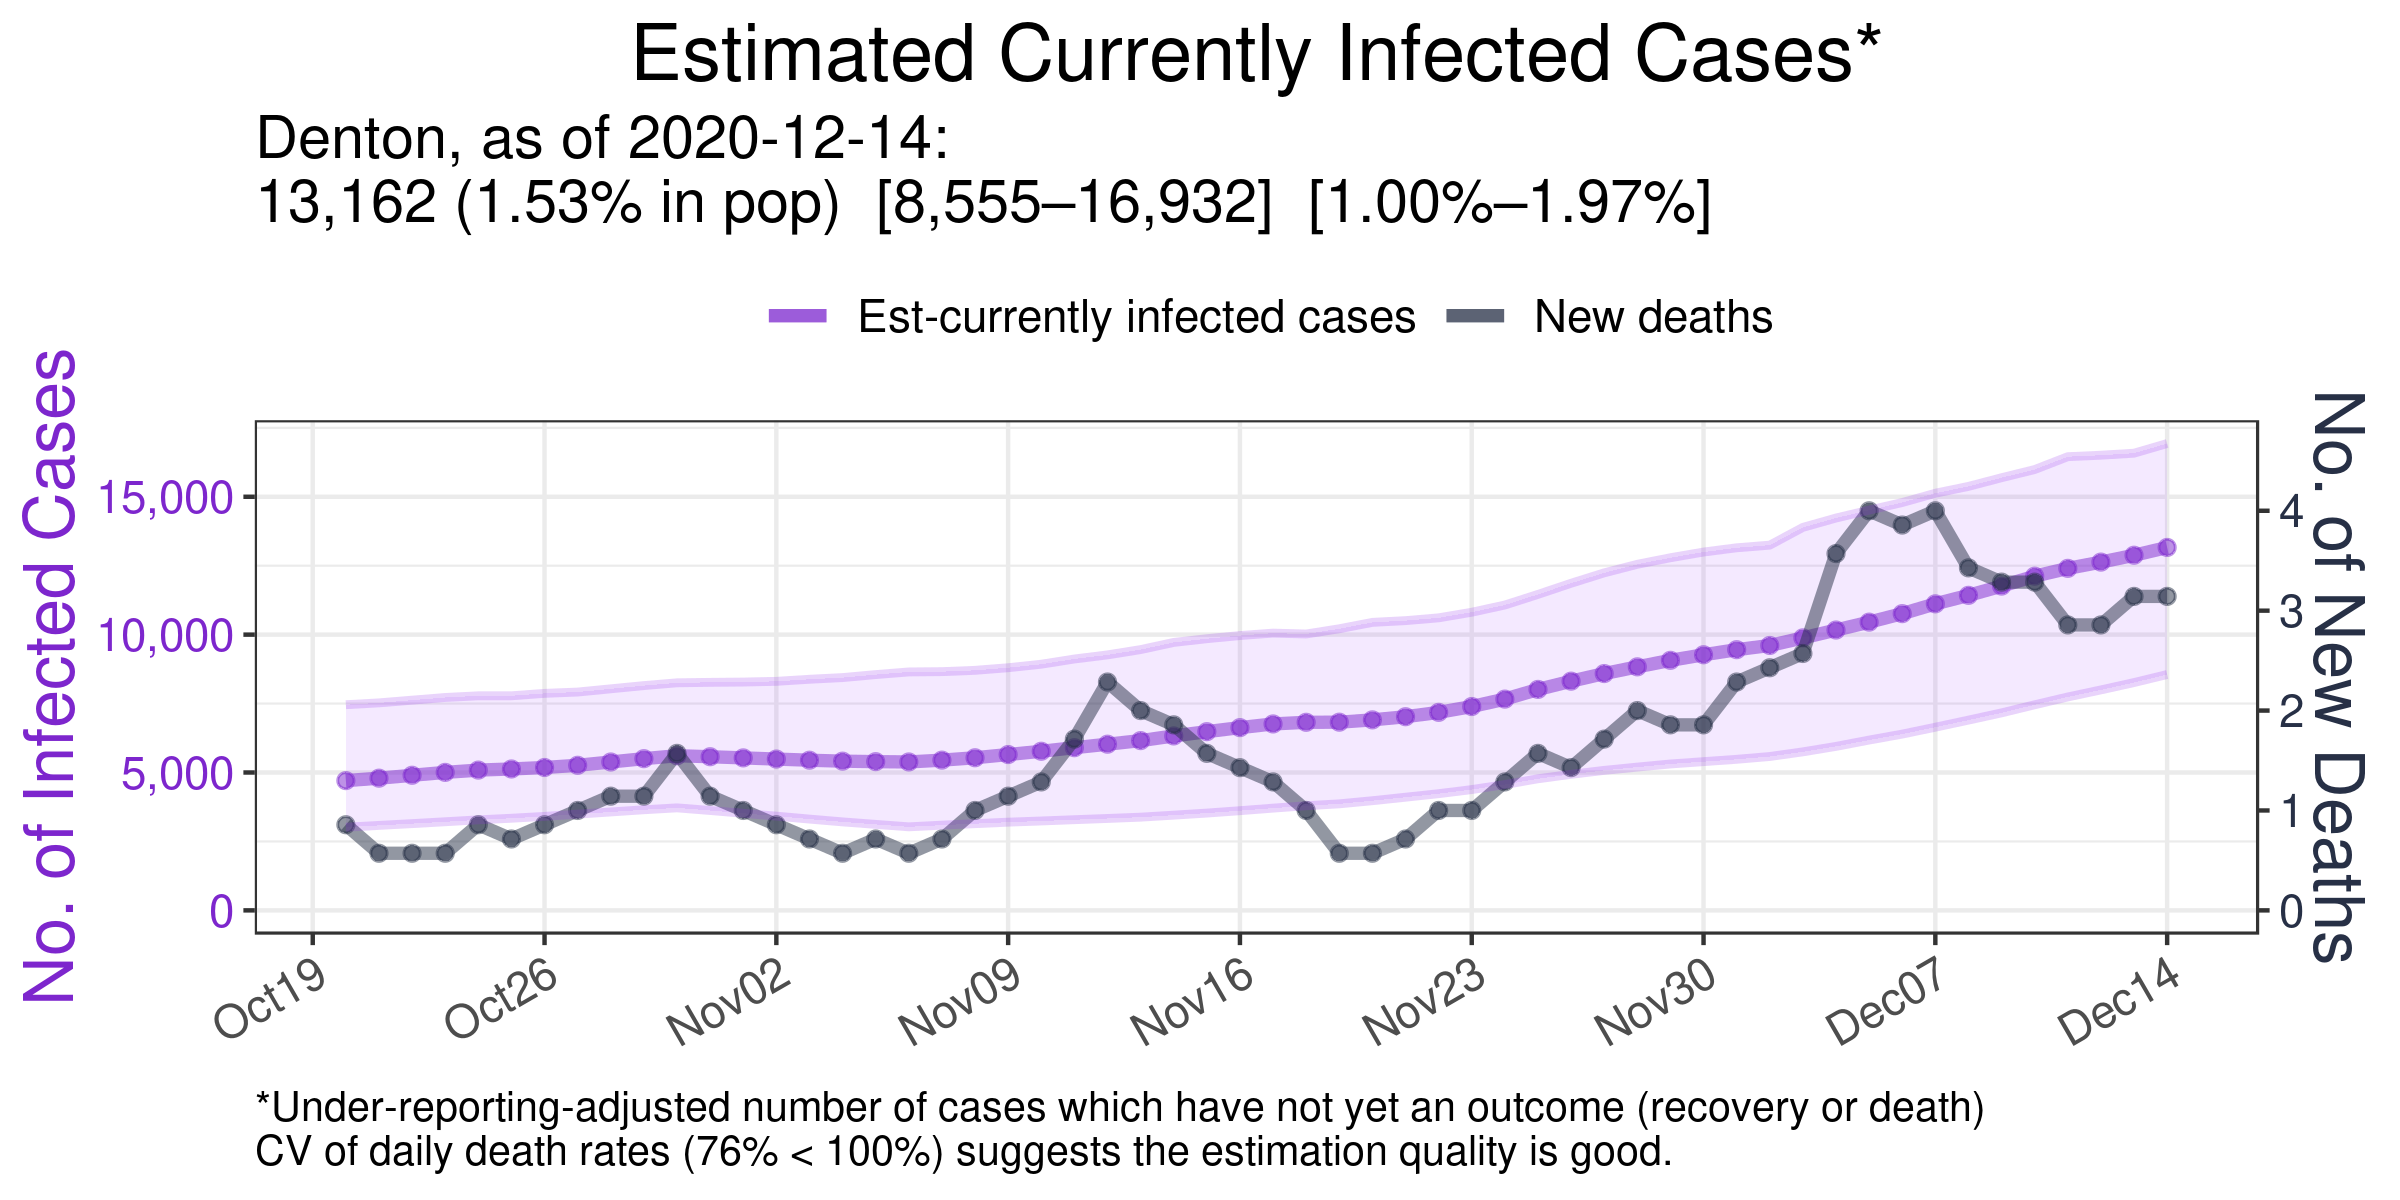 Estimated Currently Infected Cases*
Denton, as of 2020-12-14:
13,162 (1.53% in pop)  [8,555–16,932]  [1.00%–1.97%]
Est-currently infected cases
New deaths
No. of Infected Cases
15,000
10,000
5,000
0
No. of New Deaths
4
3
2
1
0
Oct19
Oct26
Nov02
Nov09
Nov16
Nov23
Nov30
Dec07
Dec14
*Under-reporting-adjusted number of cases which have not yet an outcome (recovery or death)
CV of daily death rates (76% < 100%) suggests the estimation quality is good.